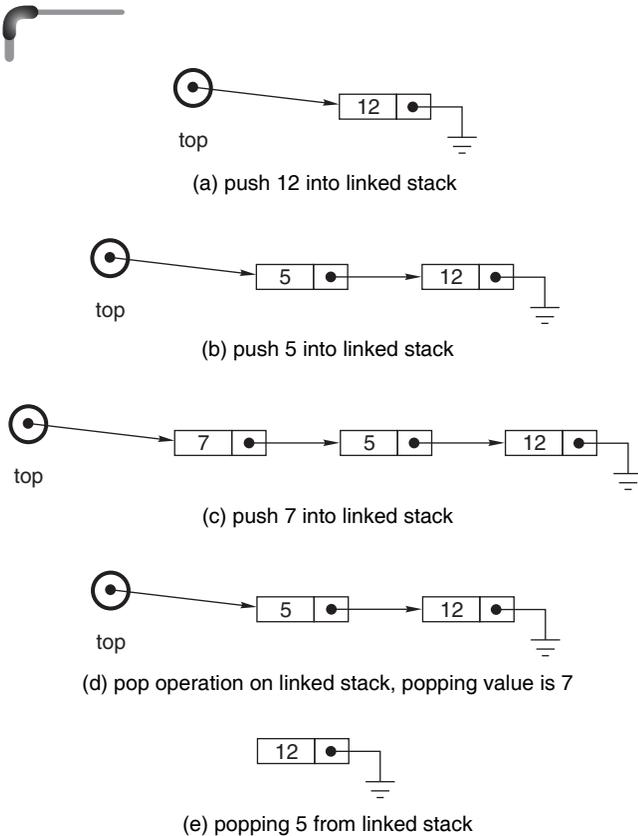 12
top
(a) push 12 into linked stack
5 12
top
(b) push 5 into linked stack
7 5 12
top
(c) push 7 into linked stack
5 12
top
(d) pop operation on linked stack, popping value is 7
12
(e) popping 5 from linked stack